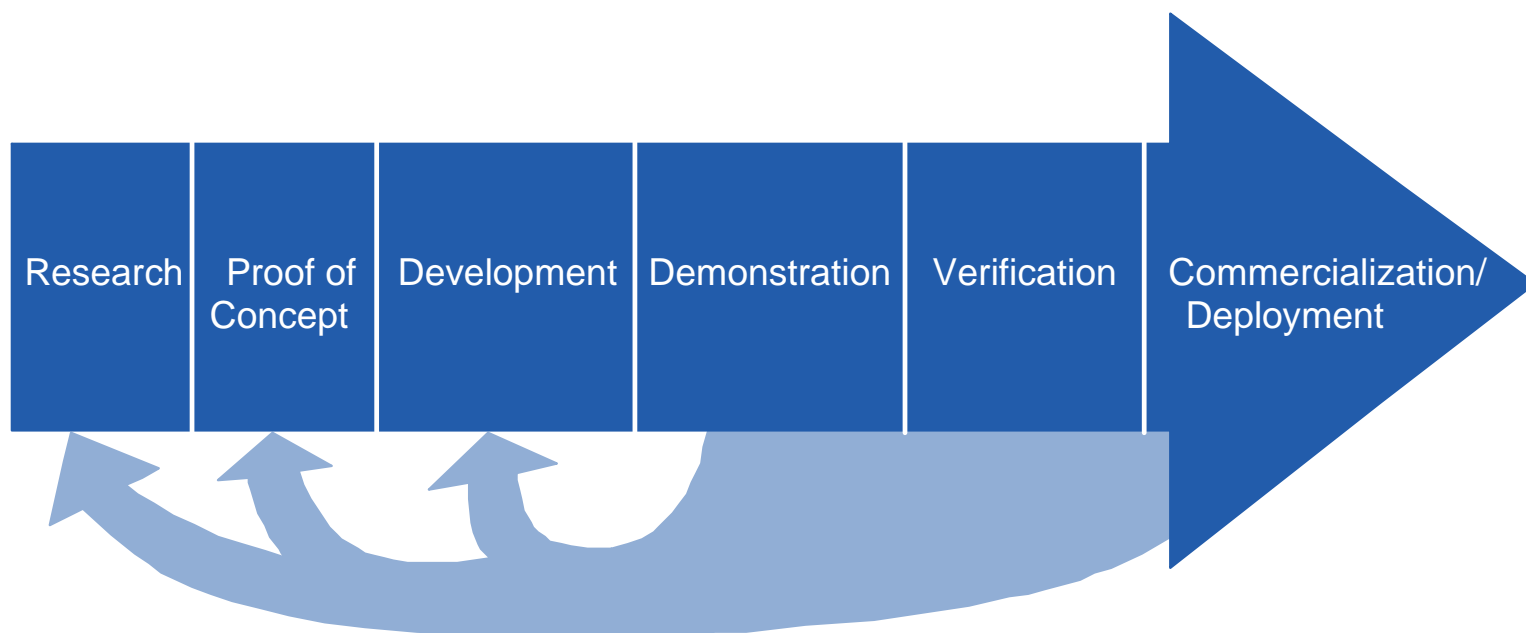 Research
Proof of
Concept
Development
Demonstration
Verification
Commercialization/
Deployment